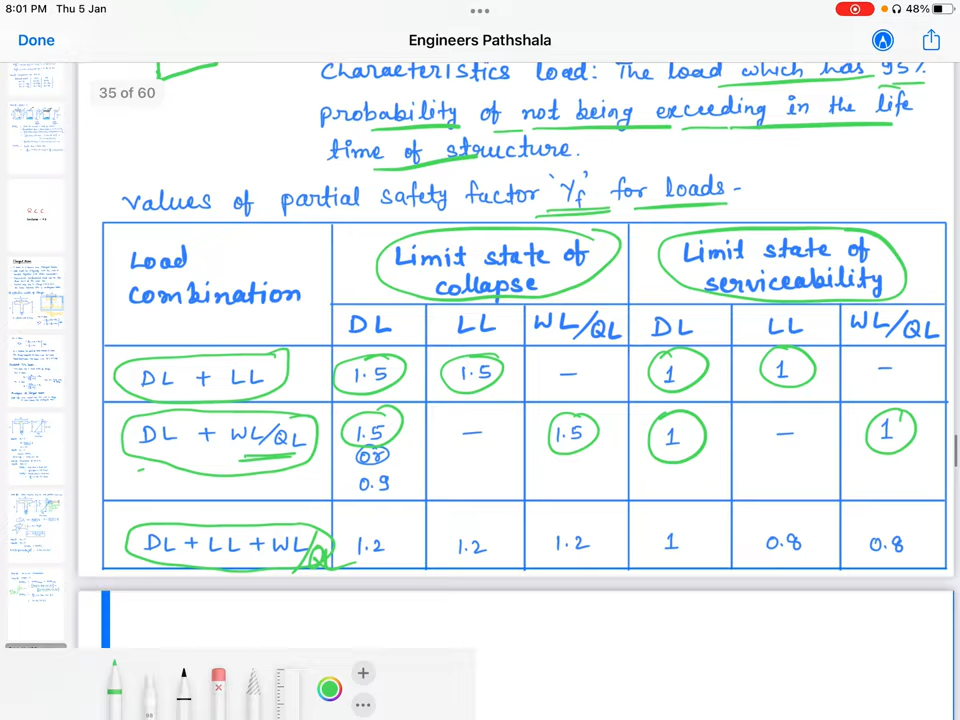 8:01 PM Thu 5 Jan
48%
Done
Engineers Pathshala
35 of 60
Characteristics load: The load which has 95%
probability of not being exceeding in the life
time of structure.
values of partial safety factor 'γf' for loads-
Load Combination
Limit state of collapse
Limit state of serviceability
DL LL WL/QL DL LL WL/QL
DL + LL 1.5 1.5 - 1 1 -
DL + WL/QL 1.5 or 0.9 - 1.5 1 - 1
DL + LL + WL/QL 1.2 1.2 1.2 1 0.8 0.8